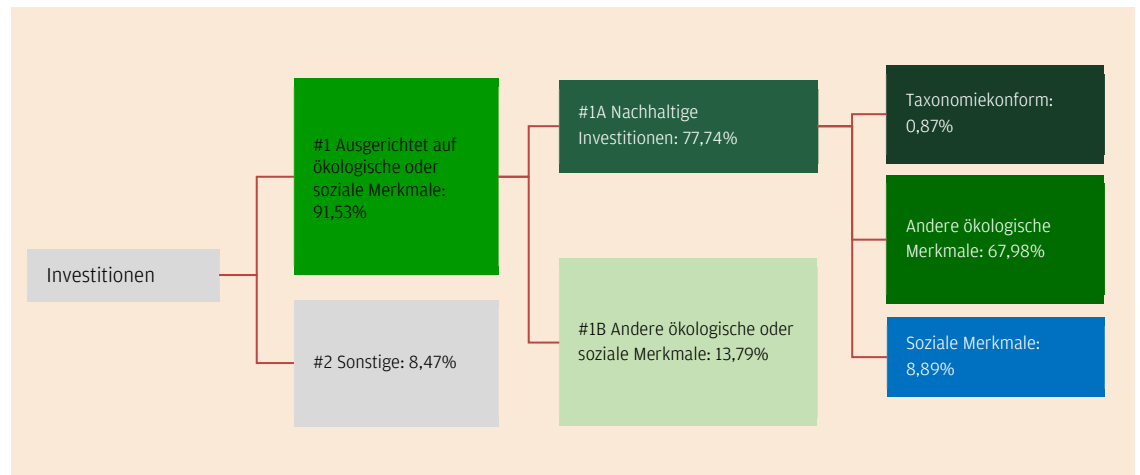 Investitionen
#1 Ausgerichtet auf
ökologische oder
soziale Merkmale:
91,53%
#2 Sonstige: 8,47%
#1A Nachhaltige
Investitionen: 77,74%
#1B Andere ökologische oder
soziale Merkmale: 13,79%
Taxonomiekonform:
0,87%
Andere ökologische
Merkmale: 67,98%
Soziale Merkmale:
8,89%